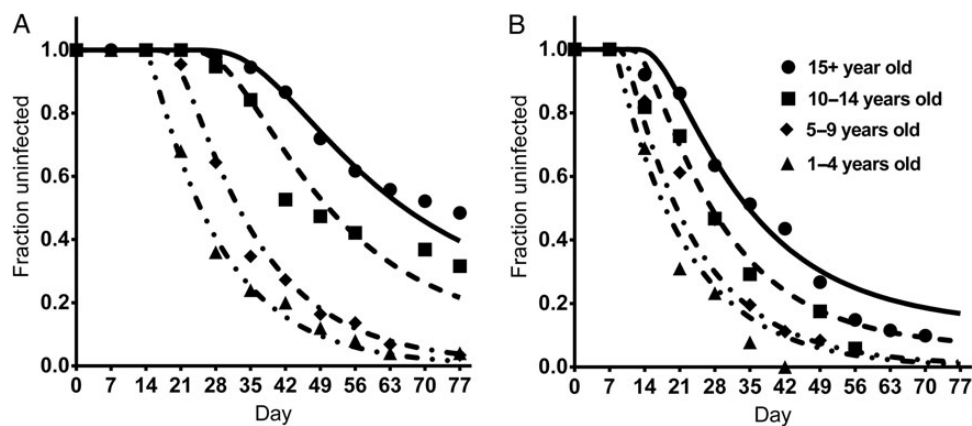 A
Fraction uninfected
1.0
0.8
0.6
0.4
0.2
0.0
0 7 14 21 28 35 42 49 56 63 70 77
Day
B
Fraction uninfected
1.0
0.8
0.6
0.4
0.2
0.0
0 7 14 21 28 35 42 49 56 63 70 77
Day
15+ year old
10–14 years old
5–9 years old
1–4 years old